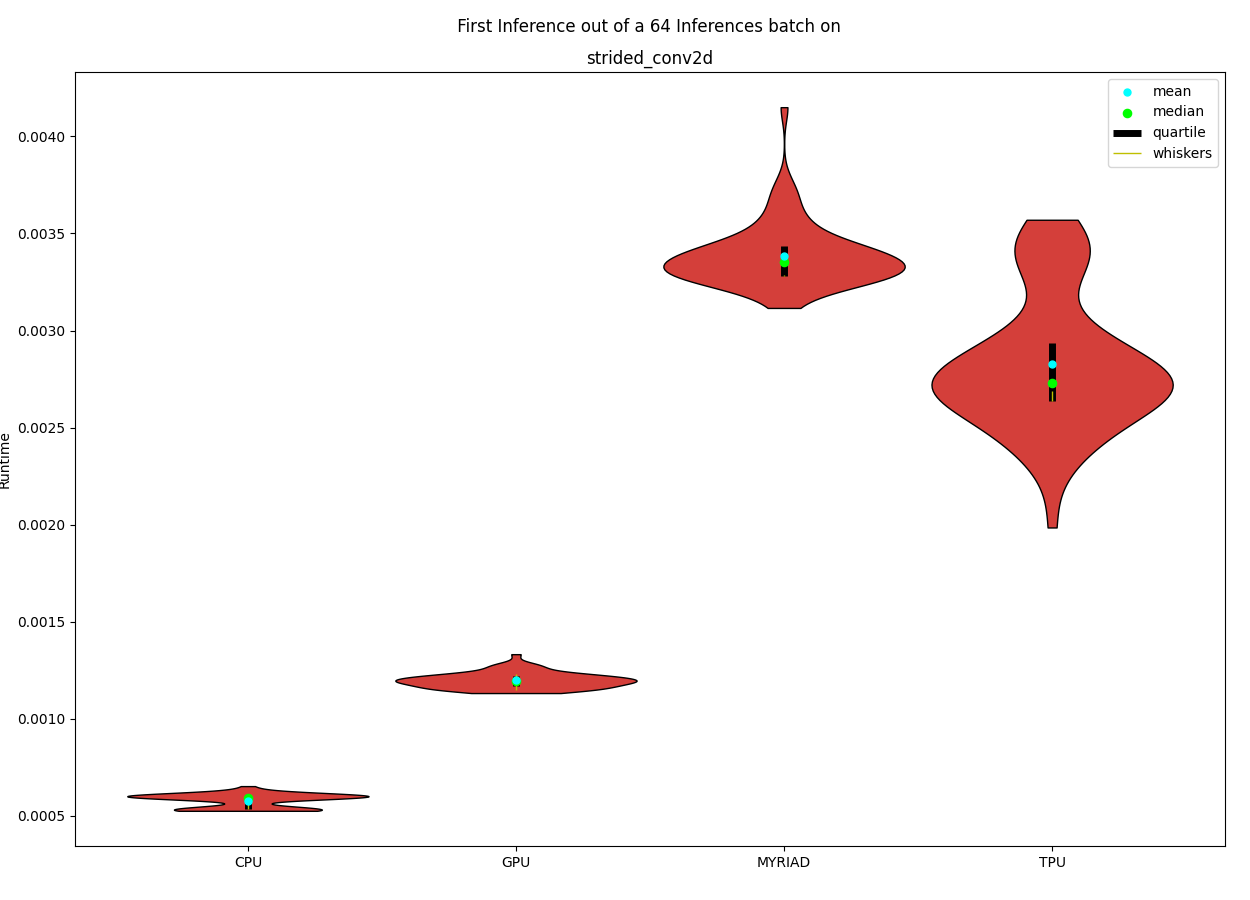 First Inference out of a 64 Inferences batch on
strided_conv2d
mean
median
quartile
whiskers
0.0040
0.0035
0.0030
0.0025
0.0020
0.0015
0.0010
0.0005
Runtime
CPU
GPU
MYRIAD
TPU